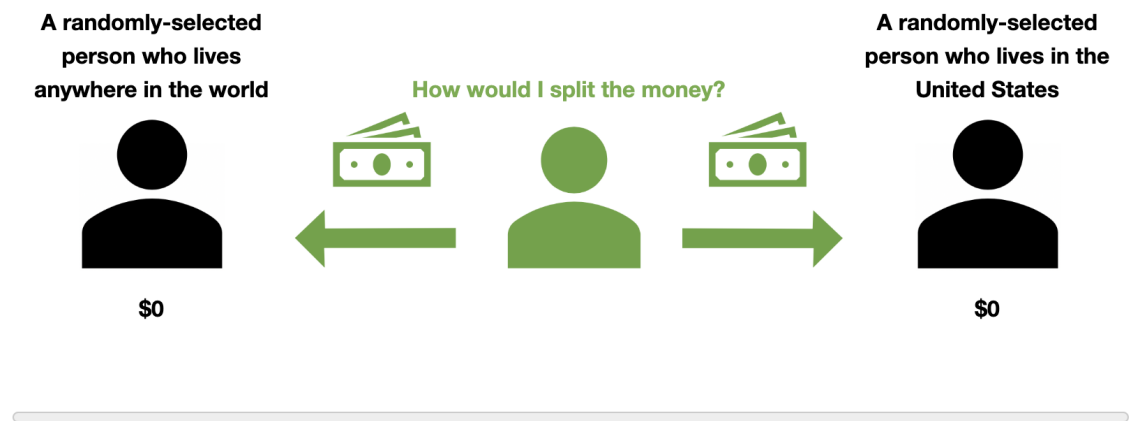 A randomly-selected
person who lives
anywhere in the world
How would I split the money?
A randomly-selected
person who lives in the
United States
$0
$0